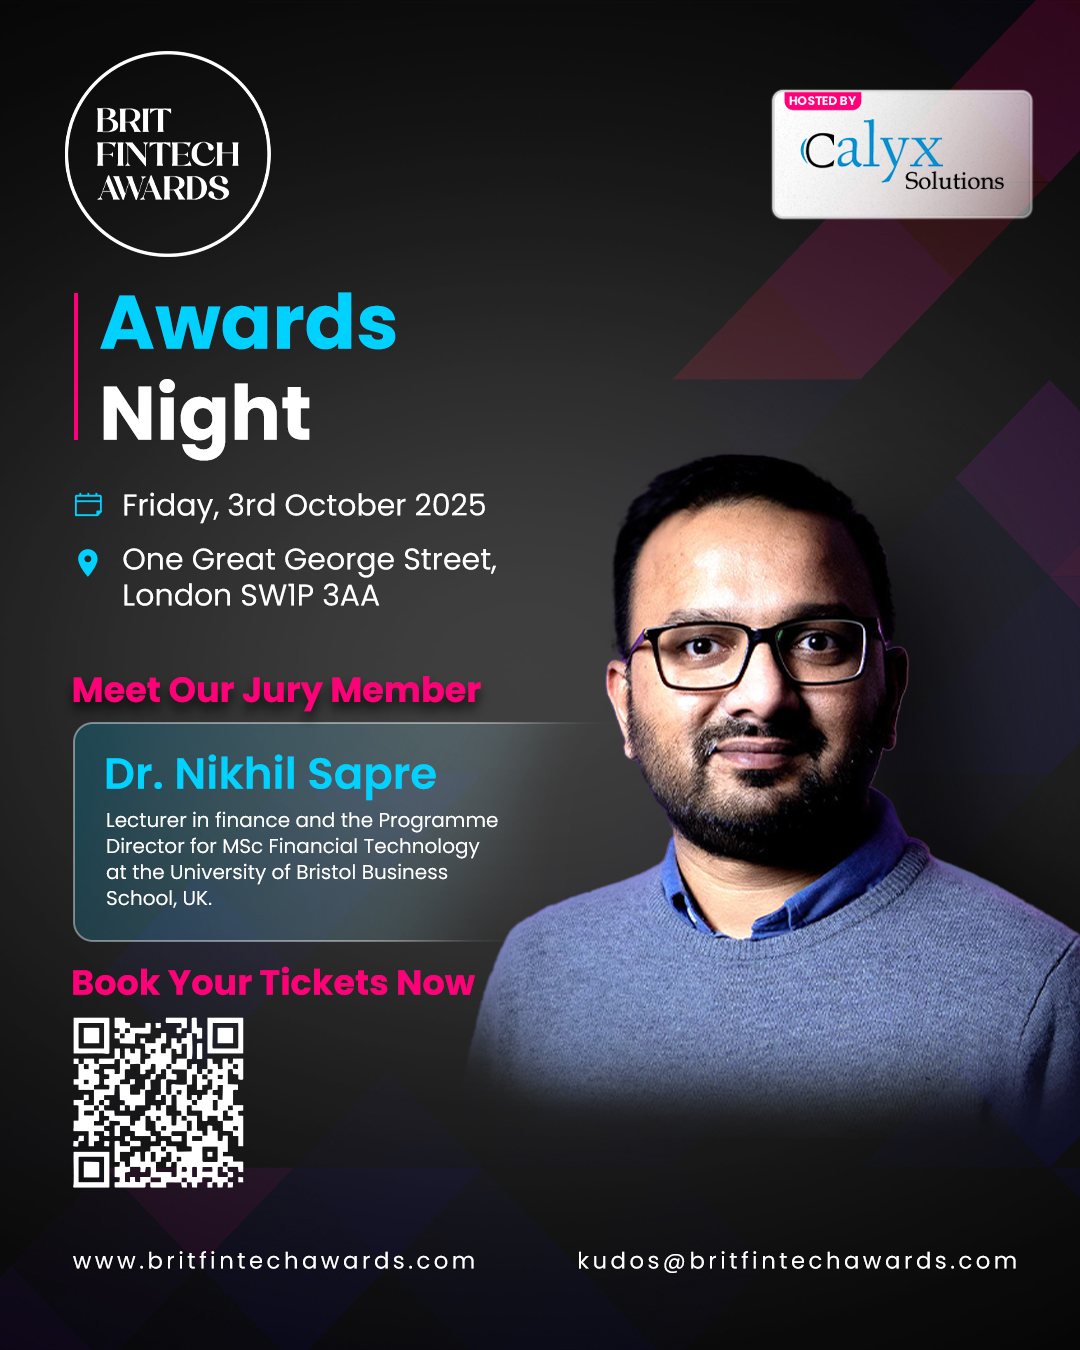 BRIT
FINTECH
AWARDS
HOSTED BY
Calyx
Solutions
Awards
Night
Friday, 3rd October 2025
One Great George Street,
London SW1P 3AA
Meet Our Jury Member
Dr. Nikhil Sapre
Lecturer in finance and the Programme
Director for MSc Financial Technology
at the University of Bristol Business
School, UK.
Book Your Tickets Now
www.britfintechawards.com
kudos@britfintechawards.com